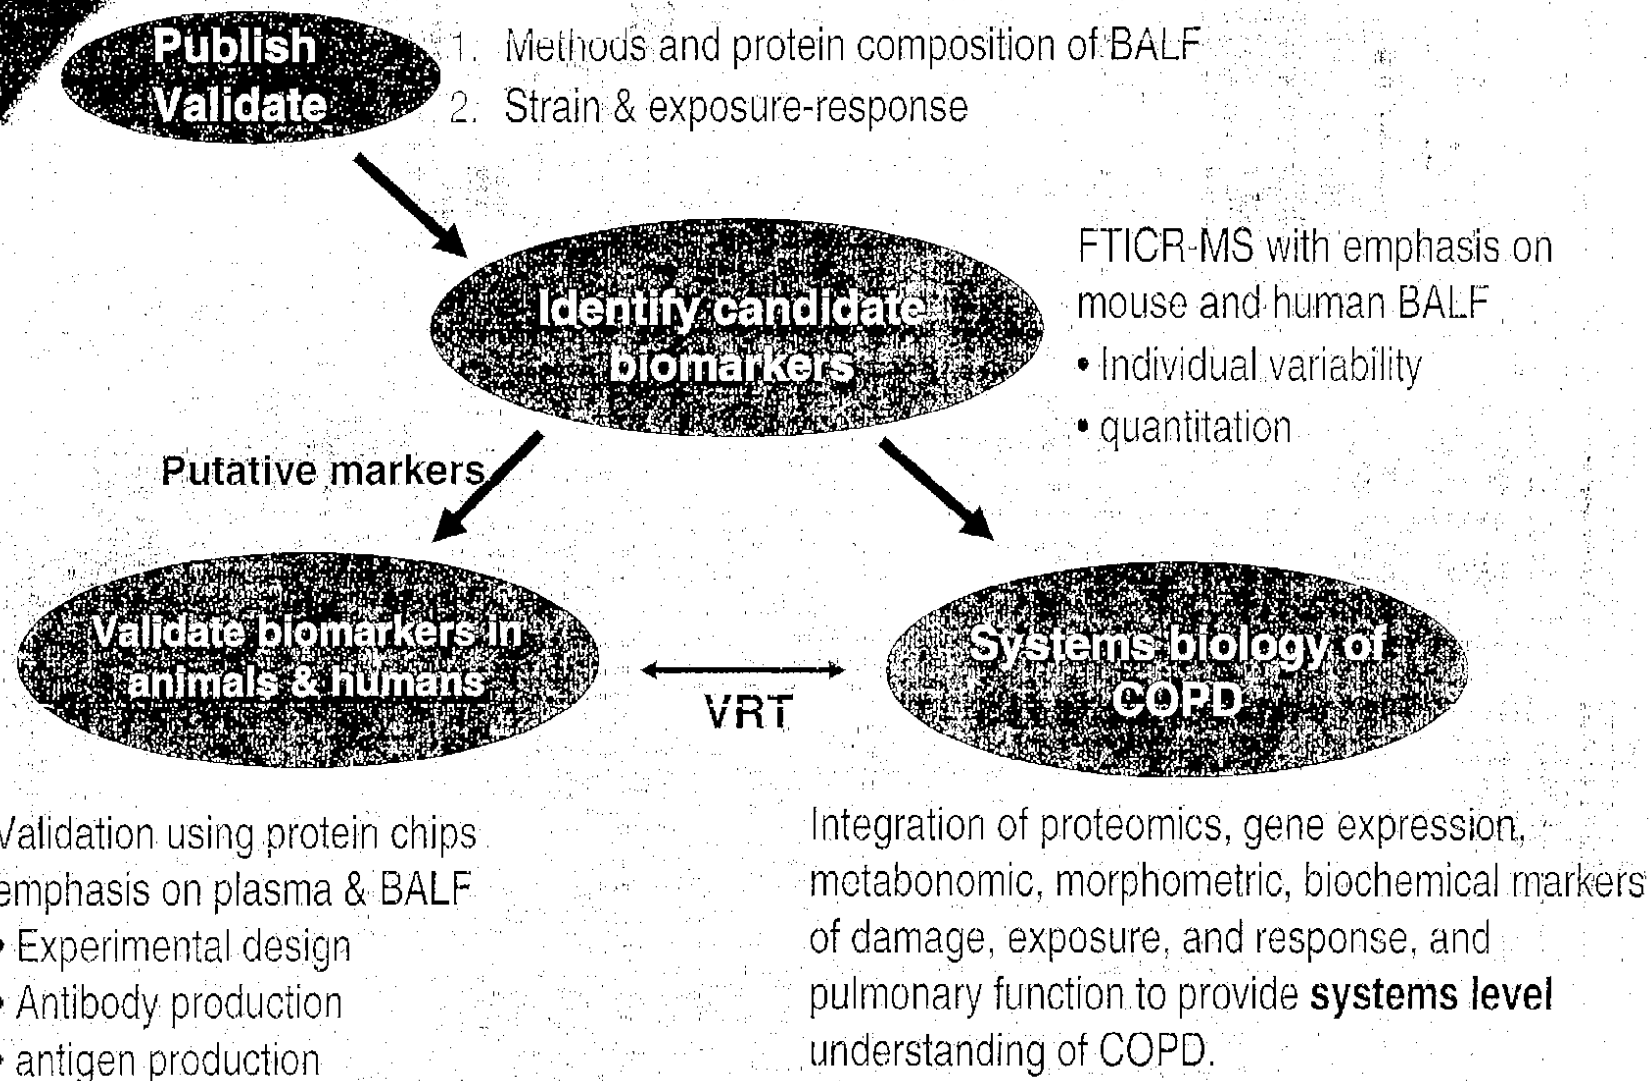 Publish
Validate
1. Methods and protein composition of BALF
2. Strain & exposure-response
Identify candidate
biomarkers
FTICR-MS with emphasis on
mouse and human BALF
• Individual variability
• quantitation
Putative markers
Validate biomarkers in
animals & humans
VRT
Systems biology of
COPD
Validation using protein chips
emphasis on plasma & BALF
• Experimental design
• Antibody production
• antigen production
Integration of proteomics, gene expression,
metabonomic, morphometric, biochemical markers
of damage, exposure, and response, and
pulmonary function to provide systems level
understanding of COPD.